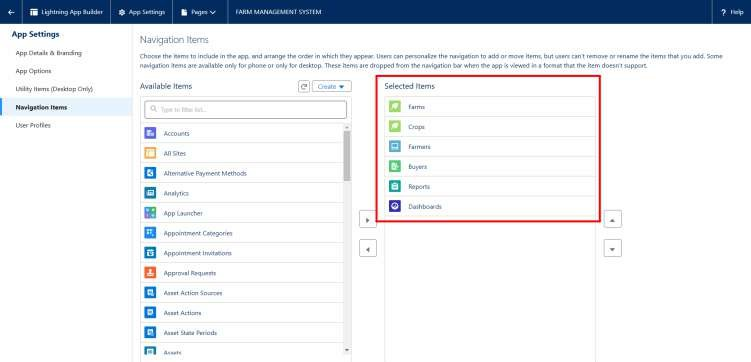 Lightning App Builder App Settings Pages FARM MANAGEMENT SYSTEM ? Help
App Settings
App Details & Branding
App Options
Utility Items (Desktop Only)
Navigation Items
User Profiles
Navigation Items
Choose the items to include in the app, and arrange the order in which they appear. Users can personalize the navigation to add or move items, but users can't remove or rename the items that you add. Some
navigation items are available only for phone or only for desktop. These items are dropped from the navigation bar when the app is viewed in a format that the item doesn't support.
Available Items
Create
Type to filter list...
Accounts
All Sites
Alternative Payment Methods
Analytics
App Launcher
Appointment Categories
Appointment Invitations
Approval Requests
Asset Action Sources
Asset Actions
Asset State Periods
Assets
Selected Items
Farms
Crops
Farmers
Buyers
Reports
Dashboards